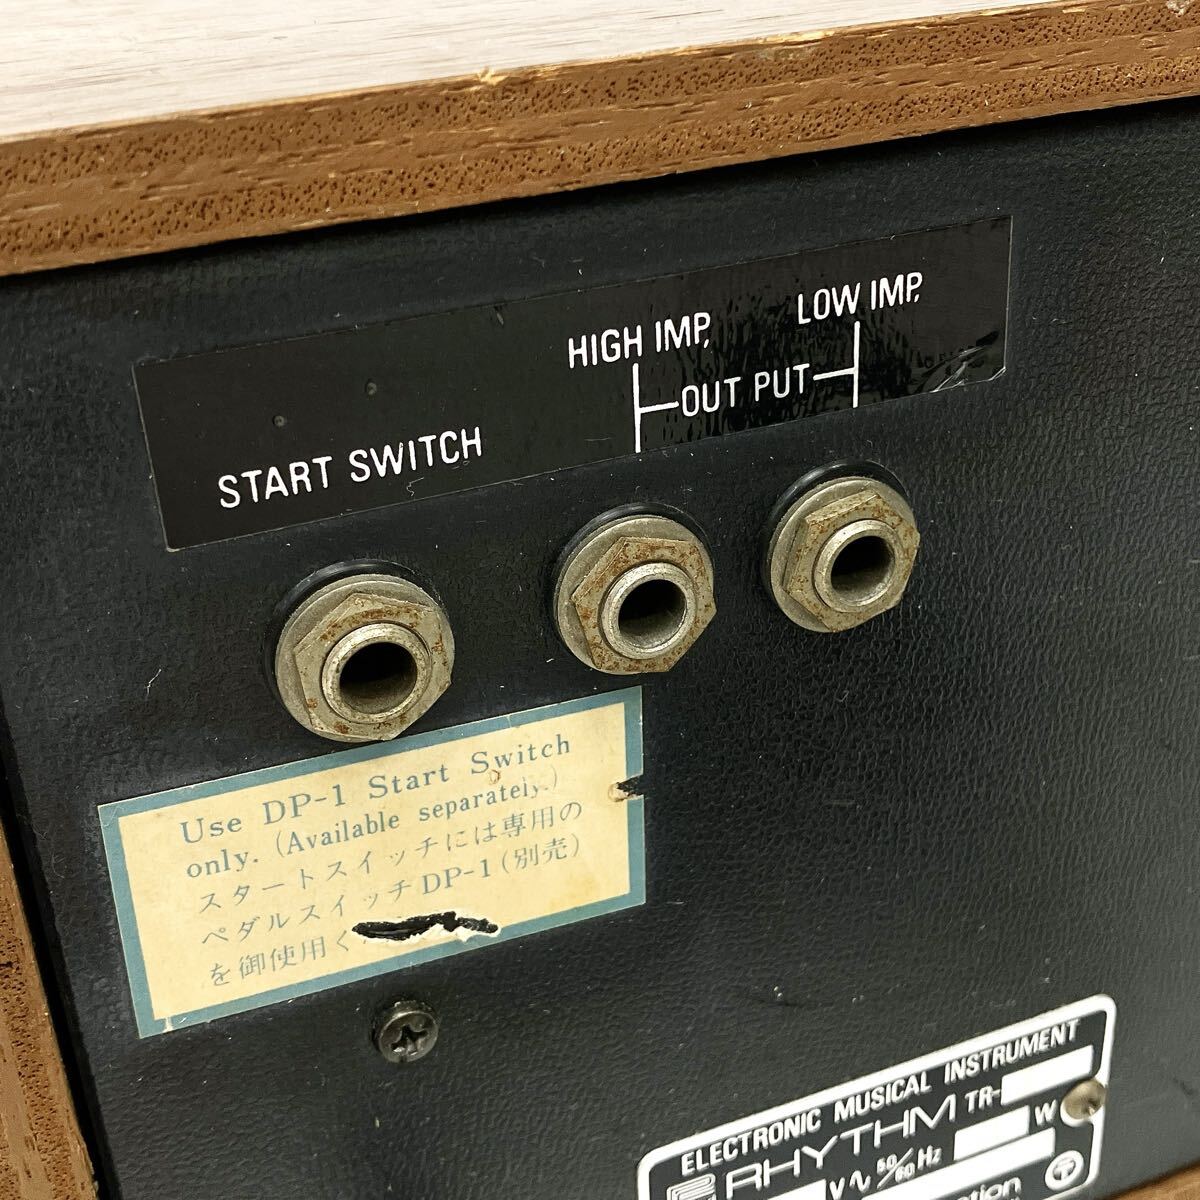 HIGH IMP,
LOW IMP,
OUT PUT
START SWITCH
Use DP-1 Start Switch
only. (Available separately.)
スタートスイッチには専用の
ペダルスイッチDP-1(別売)
を御使用く
ELECTRONIC MUSICAL INSTRUMENT
RHYTHM TR-
V 50/60 Hz W